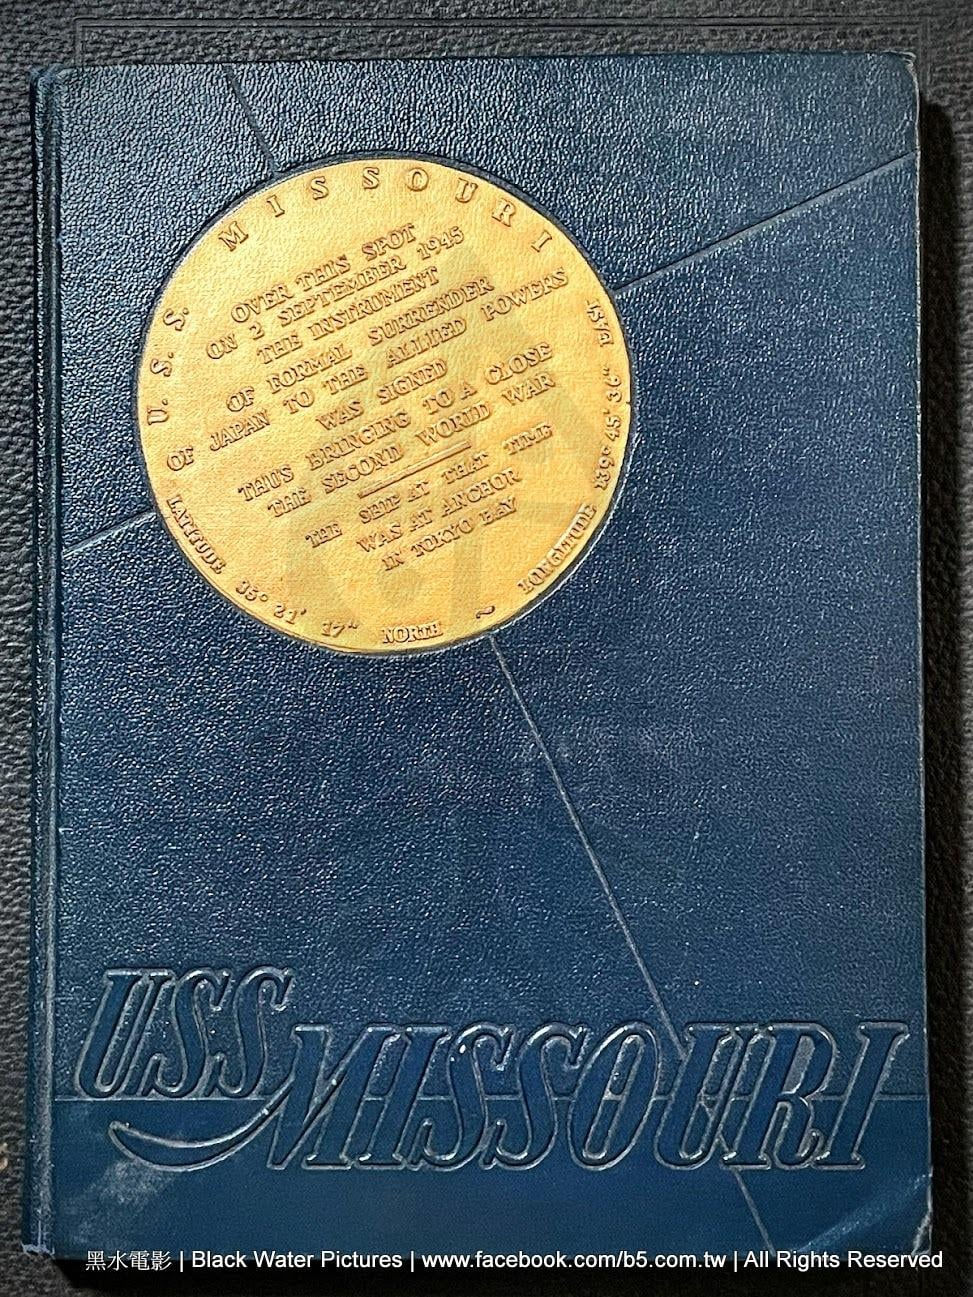 U. S. S. MISSOURI
OVER THIS SPOT
ON 2 SEPTEMBER 1945
THE INSTRUMENT
OF FORMAL SURRENDER
OF JAPAN TO THE ALLIED POWERS
WAS SIGNED
THUS BRINGING TO A CLOSE
THE SECOND WORLD WAR
THE SHIP AT THAT TIME
WAS AT ANCHOR
IN TOKYO BAY
LATITUDE 35° 21' 17" NORTH ~ LONGITUDE 139° 45' 36" EAST
USS MISSOURI
黑水電影 | Black Water Pictures | www.facebook.com/b5.com.tw | All Rights Reserved